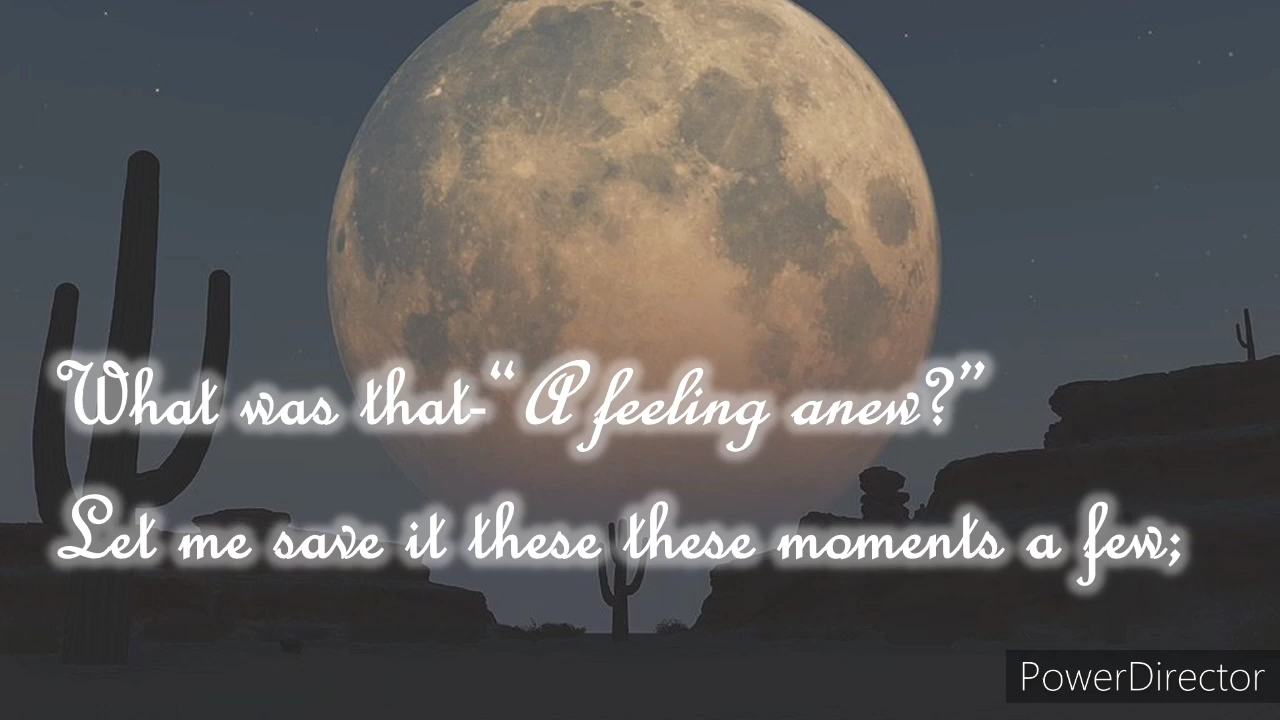 What was that-“A feeling anew?”
Let me save it these these moments a few;
PowerDirector